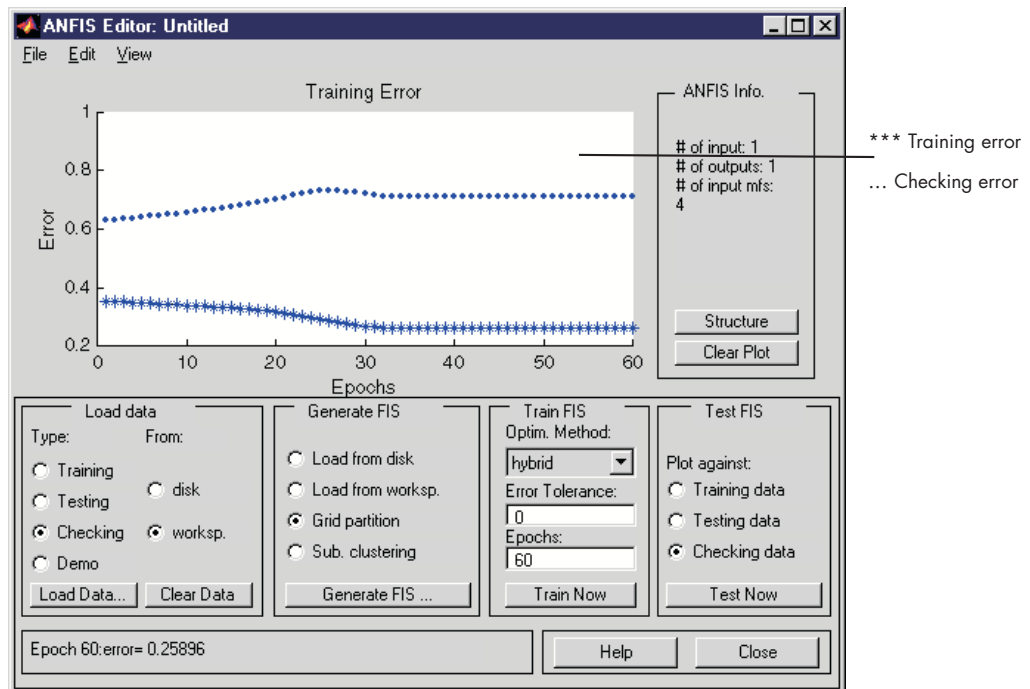 ANFIS Editor: Untitled
File Edit View
Training Error
1
0.8
0.6
0.4
0.2
Error
0 10 20 30 40 50 60
Epochs
ANFIS Info.
# of input: 1
# of outputs: 1
# of input mfs:
4
Structure
Clear Plot
*** Training error
... Checking error
Load data
Type: From:
Training
Testing
Checking
Demo
disk
worksp.
Load Data... Clear Data
Generate FIS
Load from disk
Load from worksp.
Grid partition
Sub. clustering
Generate FIS ...
Train FIS
Optim. Method:
hybrid
Error Tolerance:
0
Epochs:
60
Train Now
Test FIS
Plot against:
Training data
Testing data
Checking data
Test Now
Epoch 60:error= 0.25896
Help Close